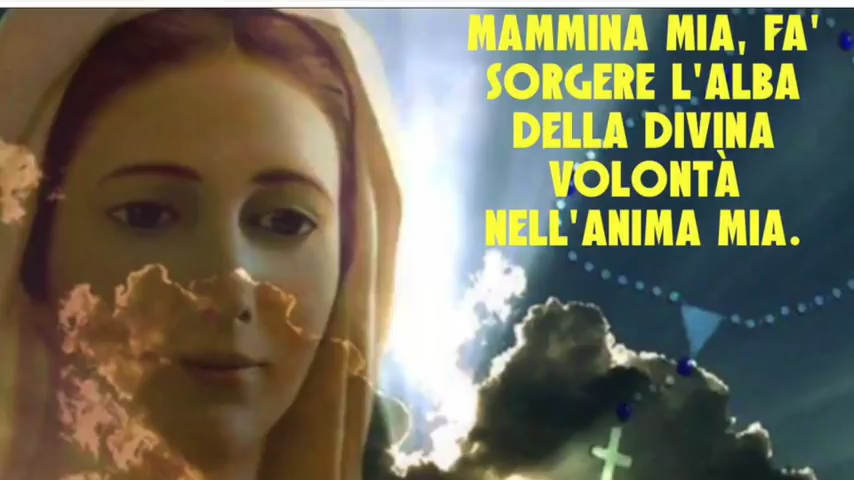 MAMMINA MIA, FA'
SORGERE L'ALBA
DELLA DIVINA
VOLONTÀ
NELL'ANIMA MIA.